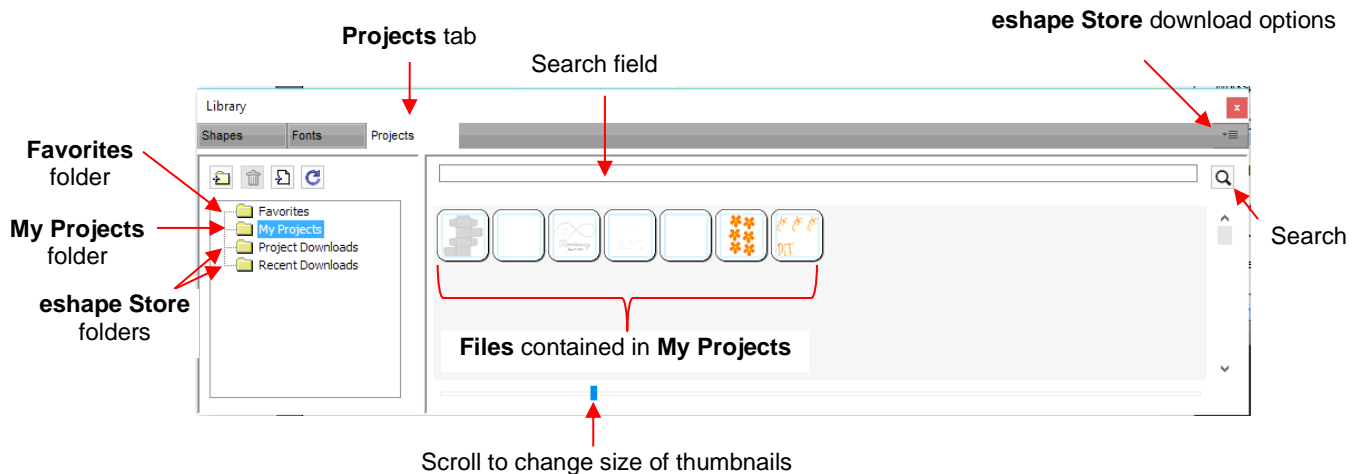 eshape Store download options
Projects tab
Search field
Library
x
Shapes Fonts Projects
Favorites
folder
My Projects
folder
eshape Store
folders
Favorites
My Projects
Project Downloads
Recent Downloads
Search
Files contained in My Projects
Scroll to change size of thumbnails